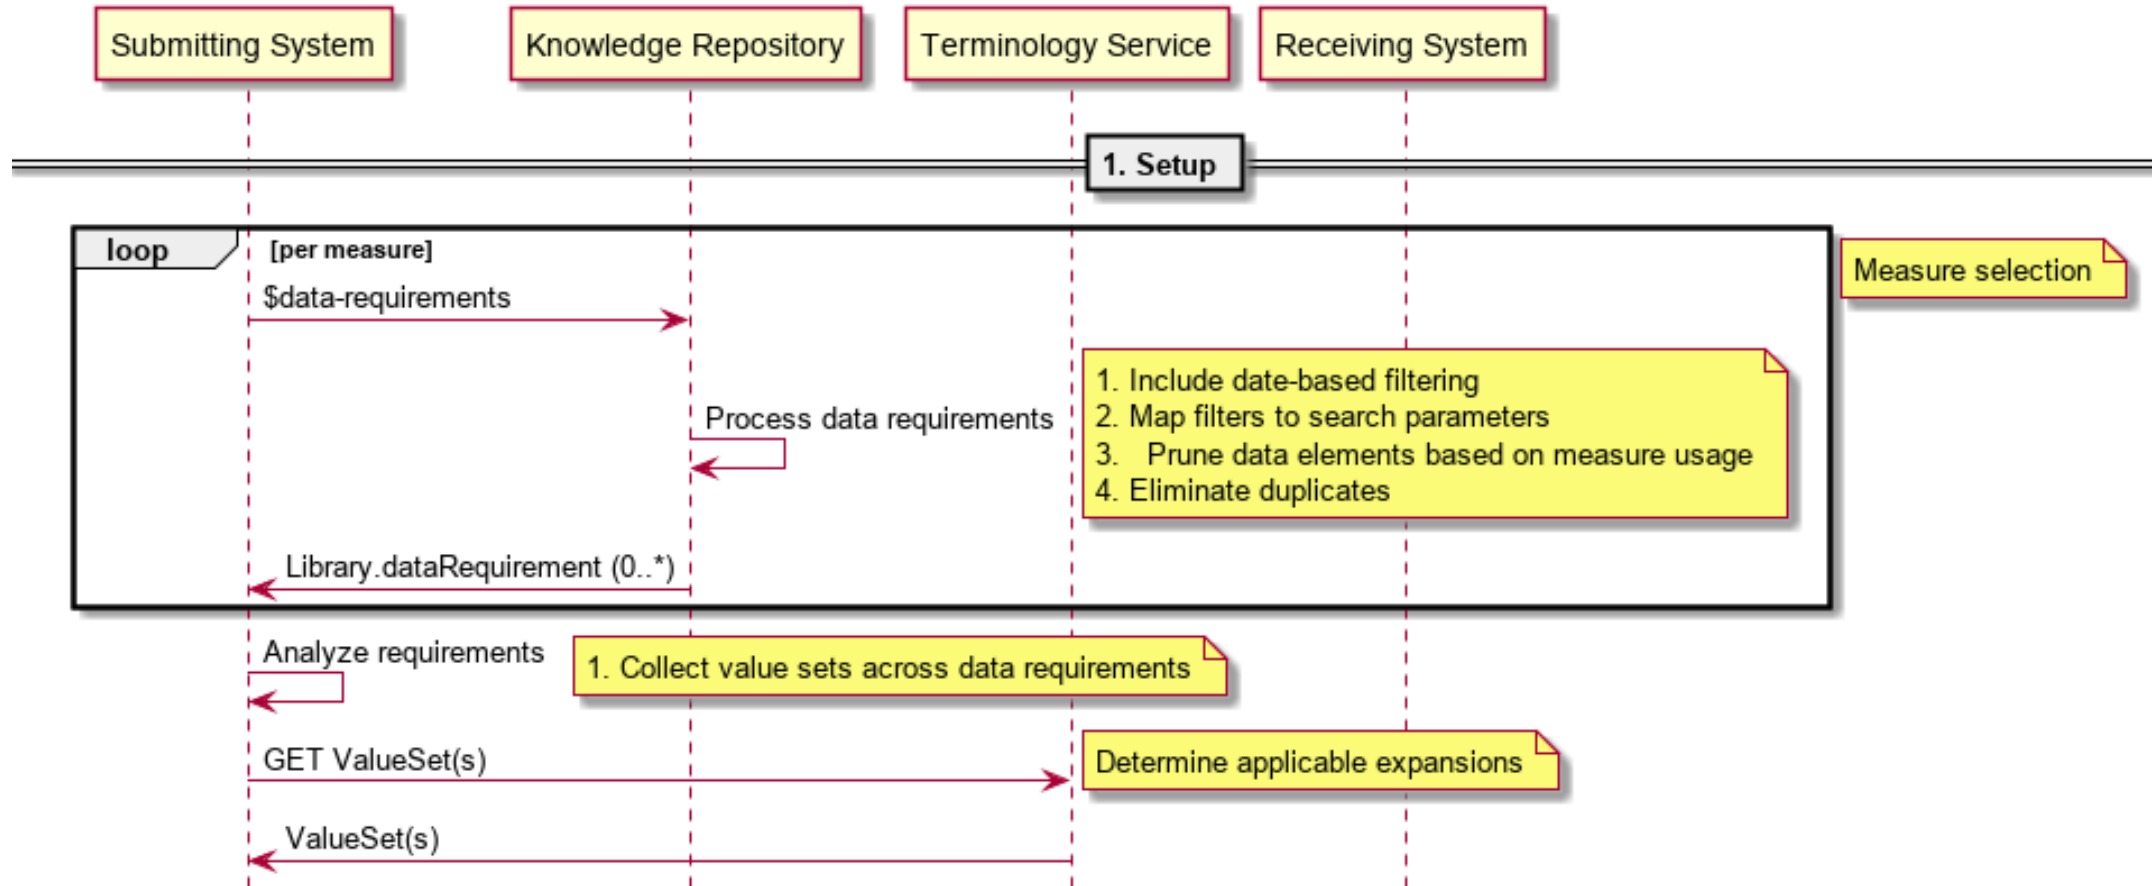 Submitting System
Knowledge Repository
Terminology Service
Receiving System
1. Setup
loop
[per measure]
Measure selection
$data-requirements
1. Include date-based filtering
2. Map filters to search parameters
3. Prune data elements based on measure usage
4. Eliminate duplicates
Process data requirements
Library.dataRequirement (0..*)
Analyze requirements
1. Collect value sets across data requirements
GET ValueSet(s)
Determine applicable expansions
ValueSet(s)